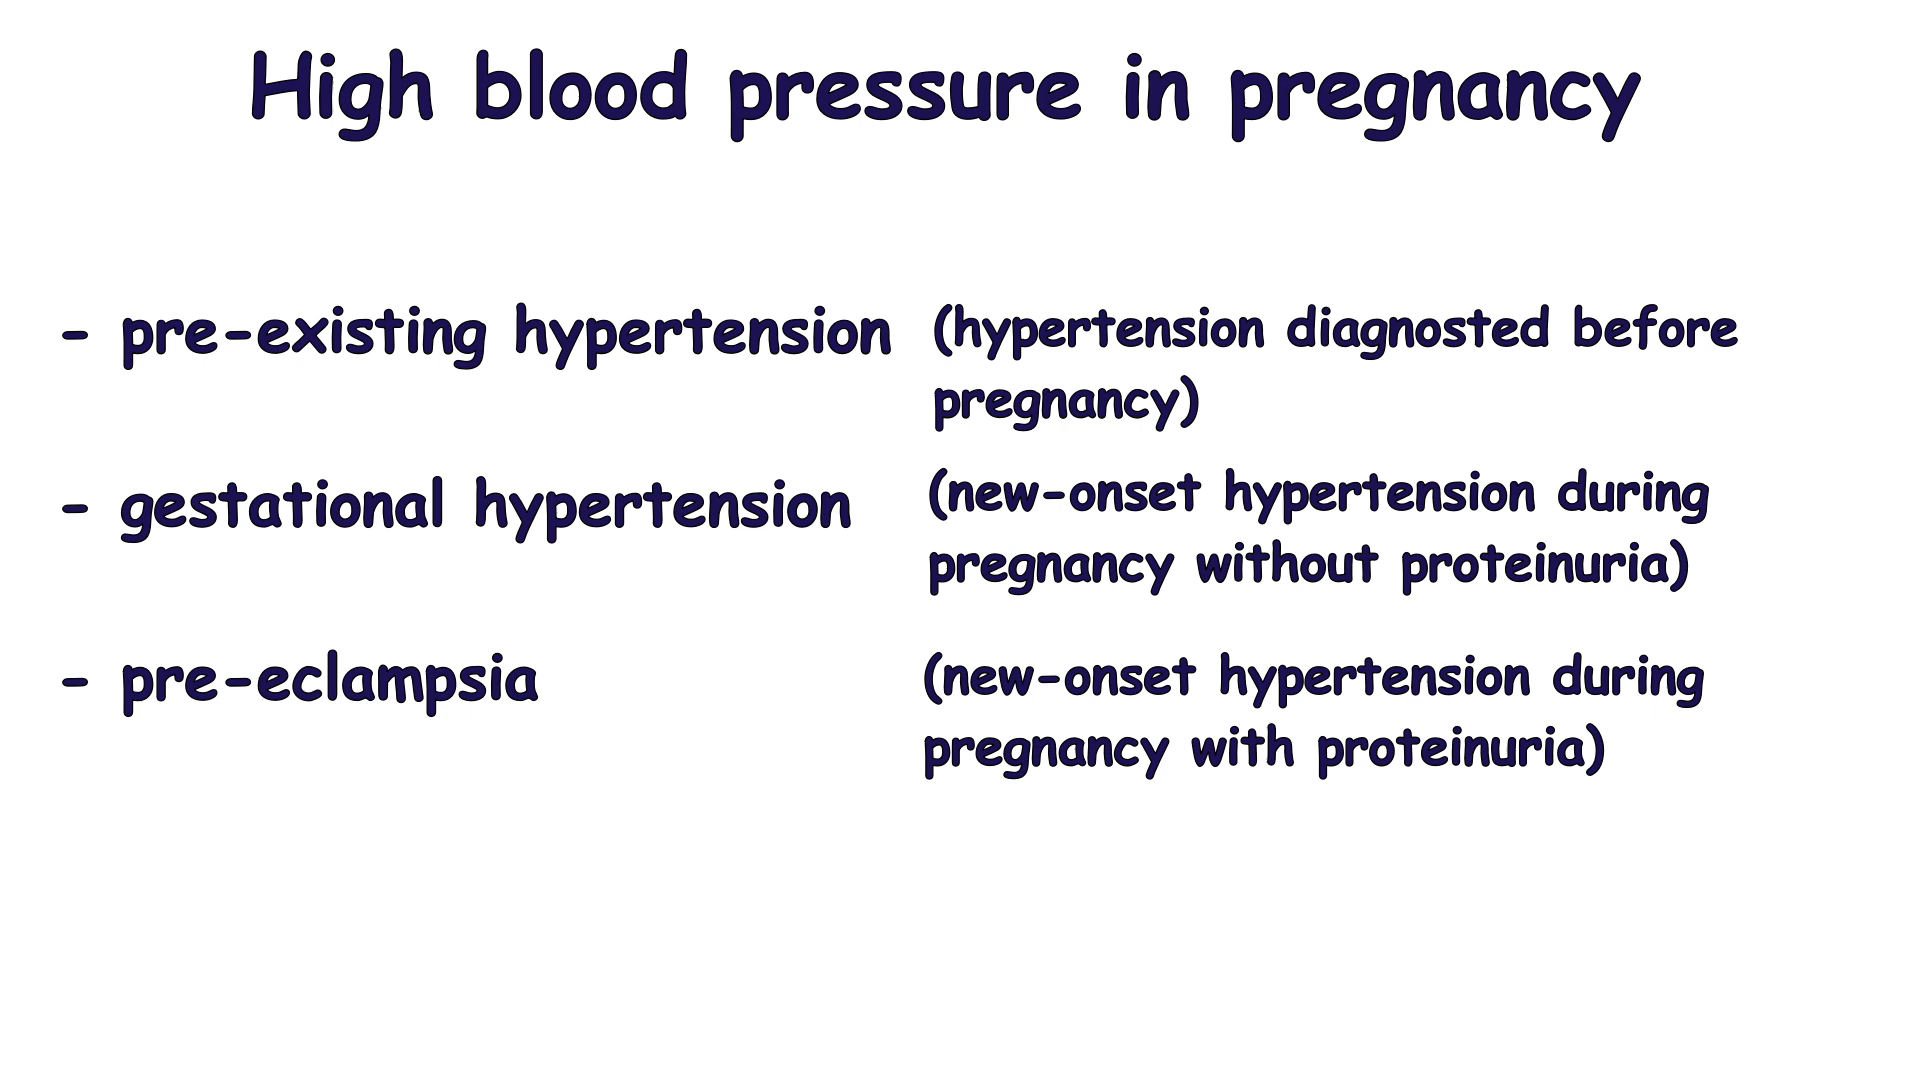 High blood pressure in pregnancy
- pre-existing hypertension (hypertension diagnosted before
pregnancy)
- gestational hypertension (new-onset hypertension during
pregnancy without proteinuria)
- pre-eclampsia (new-onset hypertension during
pregnancy with proteinuria)